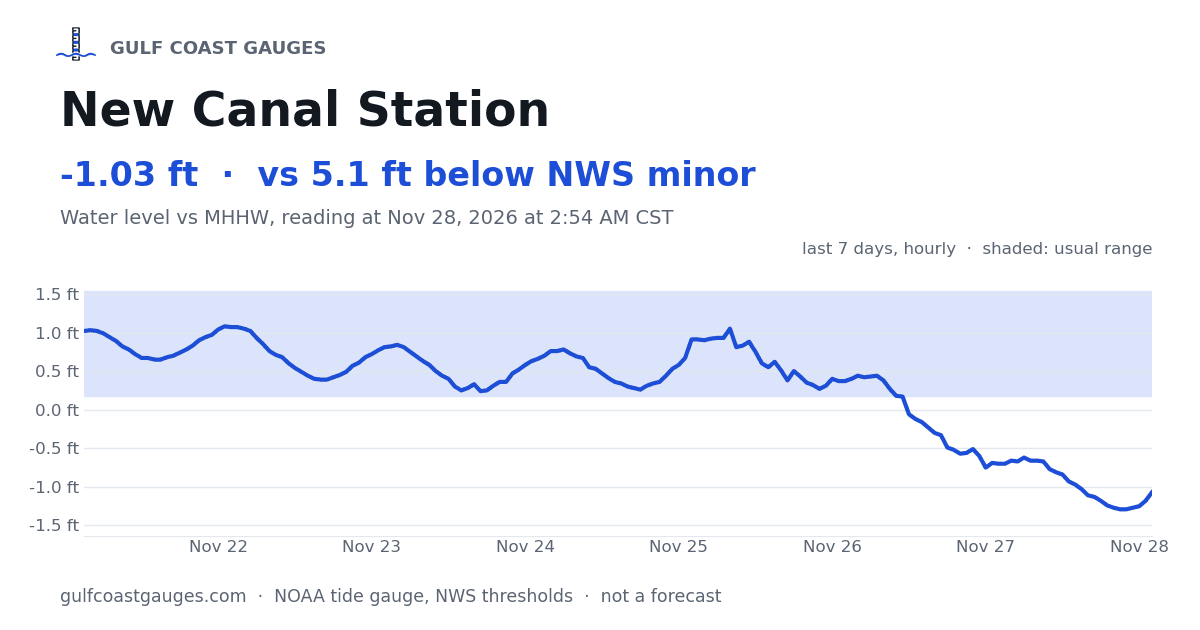 GULF COAST GAUGES
New Canal Station
-1.03 ft · vs 5.1 ft below NWS minor
Water level vs MHHW, reading at Nov 28, 2026 at 2:54 AM CST
last 7 days, hourly · shaded: usual range
1.5 ft
1.0 ft
0.5 ft
0.0 ft
-0.5 ft
-1.0 ft
-1.5 ft
Nov 22 Nov 23 Nov 24 Nov 25 Nov 26 Nov 27 Nov 28
gulfcoastgauges.com · NOAA tide gauge, NWS thresholds · not a forecast